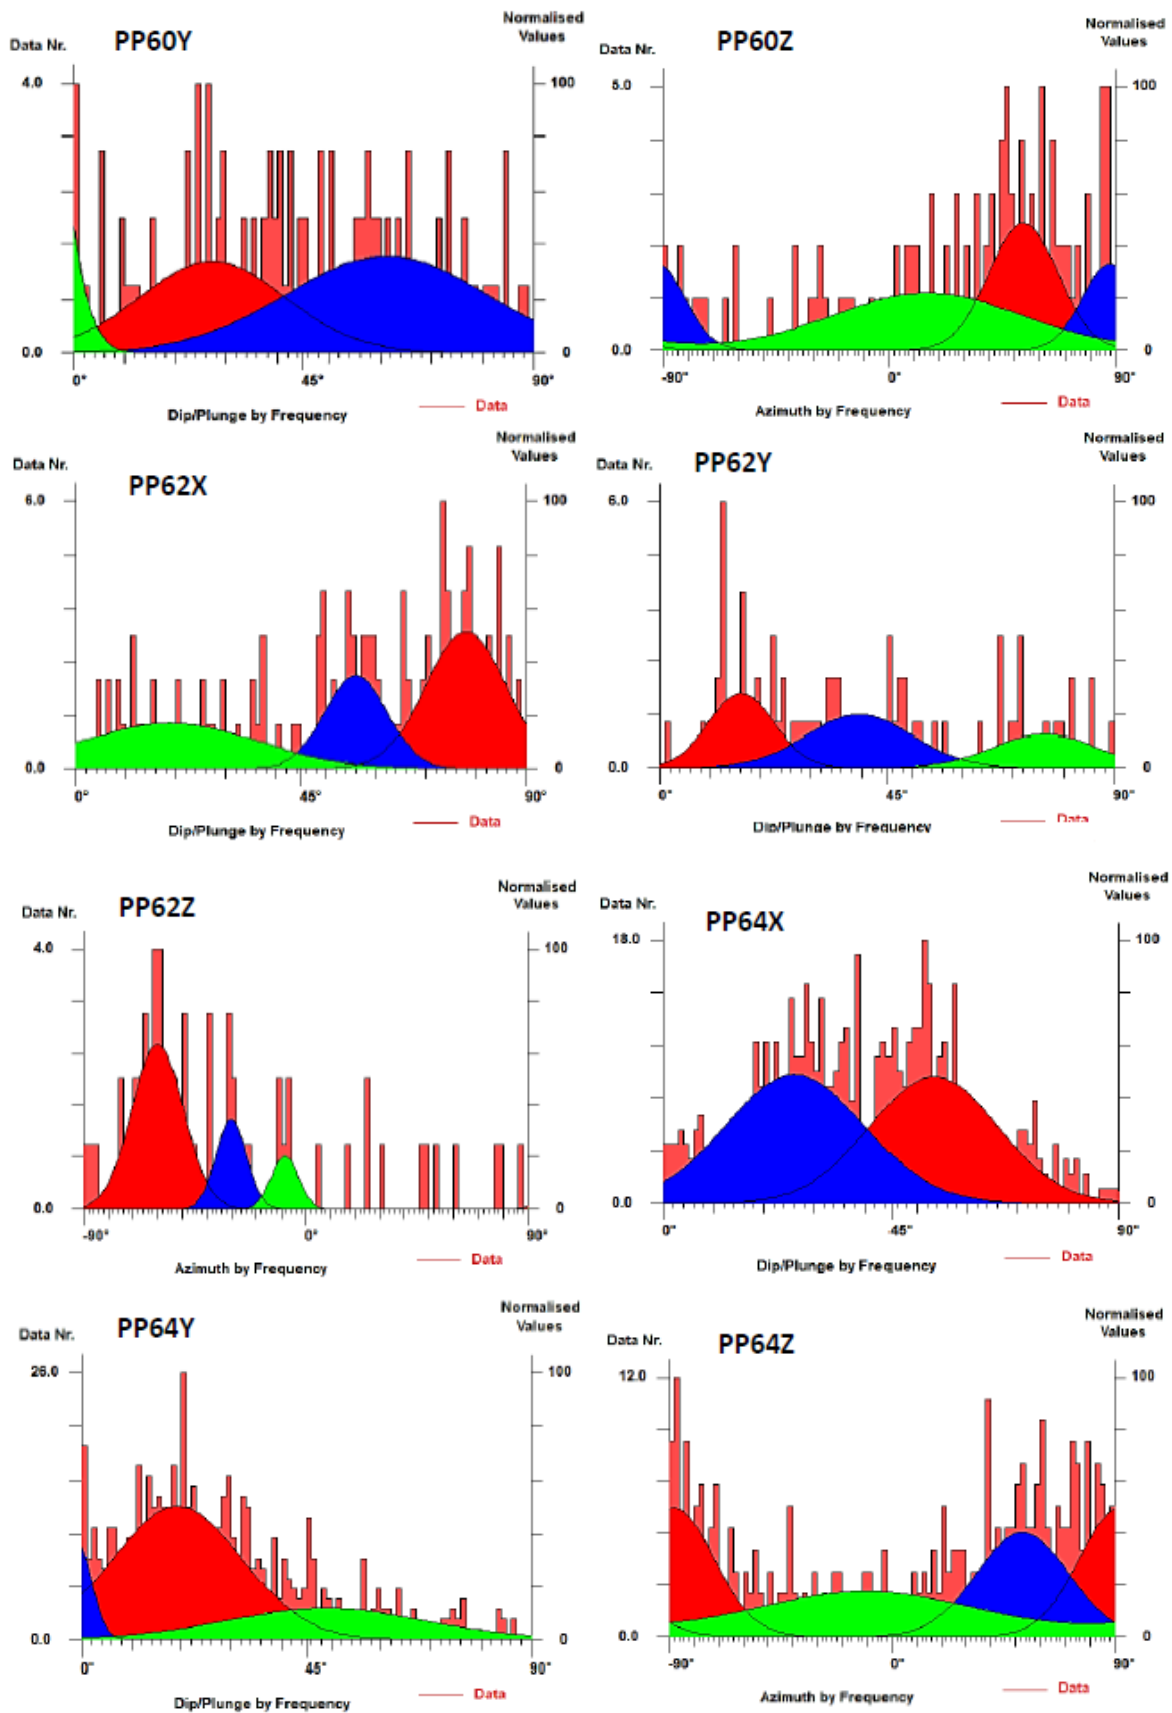 Data Nr.
PP60Y
Normalised
Values
4.0
100
0.0
0
0°
45°
90°
Dip/Plunge by Frequency
Data
Data Nr.
PP60Z
Normalised
Values
5.0
100
0.0
0
-90°
0°
90°
Azimuth by Frequency
Data
Data Nr.
PP62X
Normalised
Values
6.0
100
0.0
0
0°
45°
90°
Dip/Plunge by Frequency
Data
Data Nr.
PP62Y
Normalised
Values
6.0
100
0.0
0
0°
45°
90°
Dip/Plunge by Frequency
Data
Data Nr.
PP62Z
Normalised
Values
4.0
100
0.0
0
-90°
0°
90°
Azimuth by Frequency
Data
Data Nr.
PP64X
Normalised
Values
18.0
100
0.0
0
0°
45°
90°
Dip/Plunge by Frequency
Data
Data Nr.
PP64Y
Normalised
Values
26.0
100
0.0
0
0°
45°
90°
Dip/Plunge by Frequency
Data
Data Nr.
PP64Z
Normalised
Values
12.0
100
0.0
0
-90°
0°
90°
Azimuth by Frequency
Data